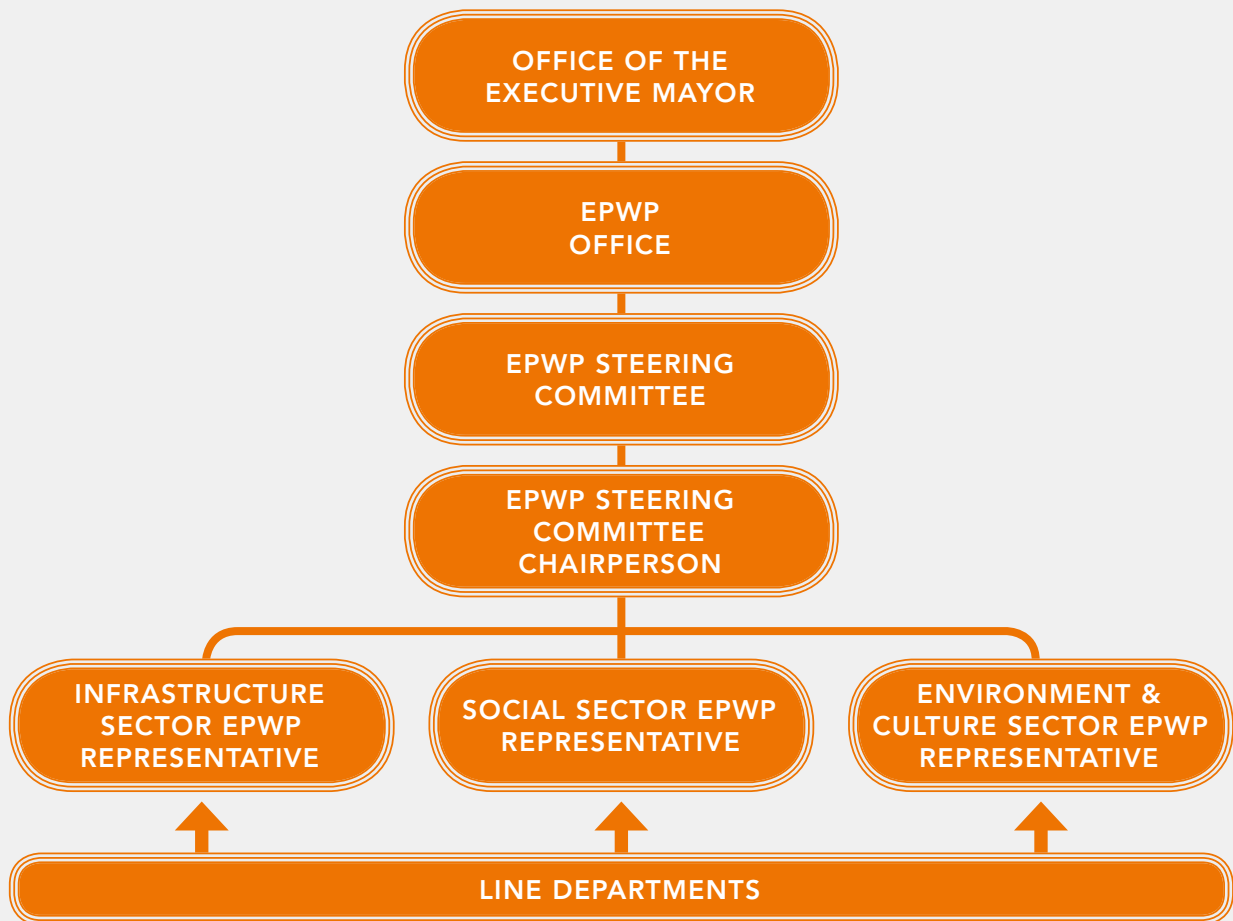 OFFICE OF THE
EXECUTIVE MAYOR
EPWP
OFFICE
EPWP STEERING
COMMITTEE
EPWP STEERING
COMMITTEE
CHAIRPERSON
INFRASTRUCTURE
SECTOR EPWP
REPRESENTATIVE
SOCIAL SECTOR EPWP
REPRESENTATIVE
ENVIRONMENT &
CULTURE SECTOR EPWP
REPRESENTATIVE
LINE DEPARTMENTS